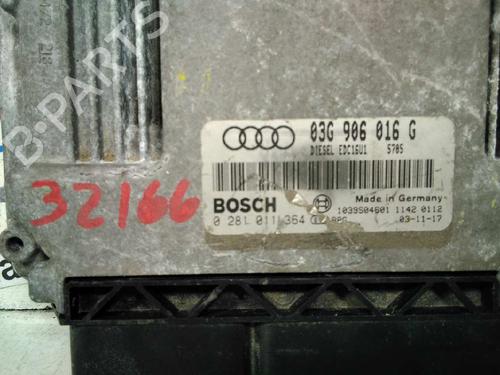 B-PARTS
03G 906 016 G
DIESEL EDC16U1 5705
BOSCH
Made in Germany
0 281 011 364
1039S04601 1142 0112
03-11-17
32166